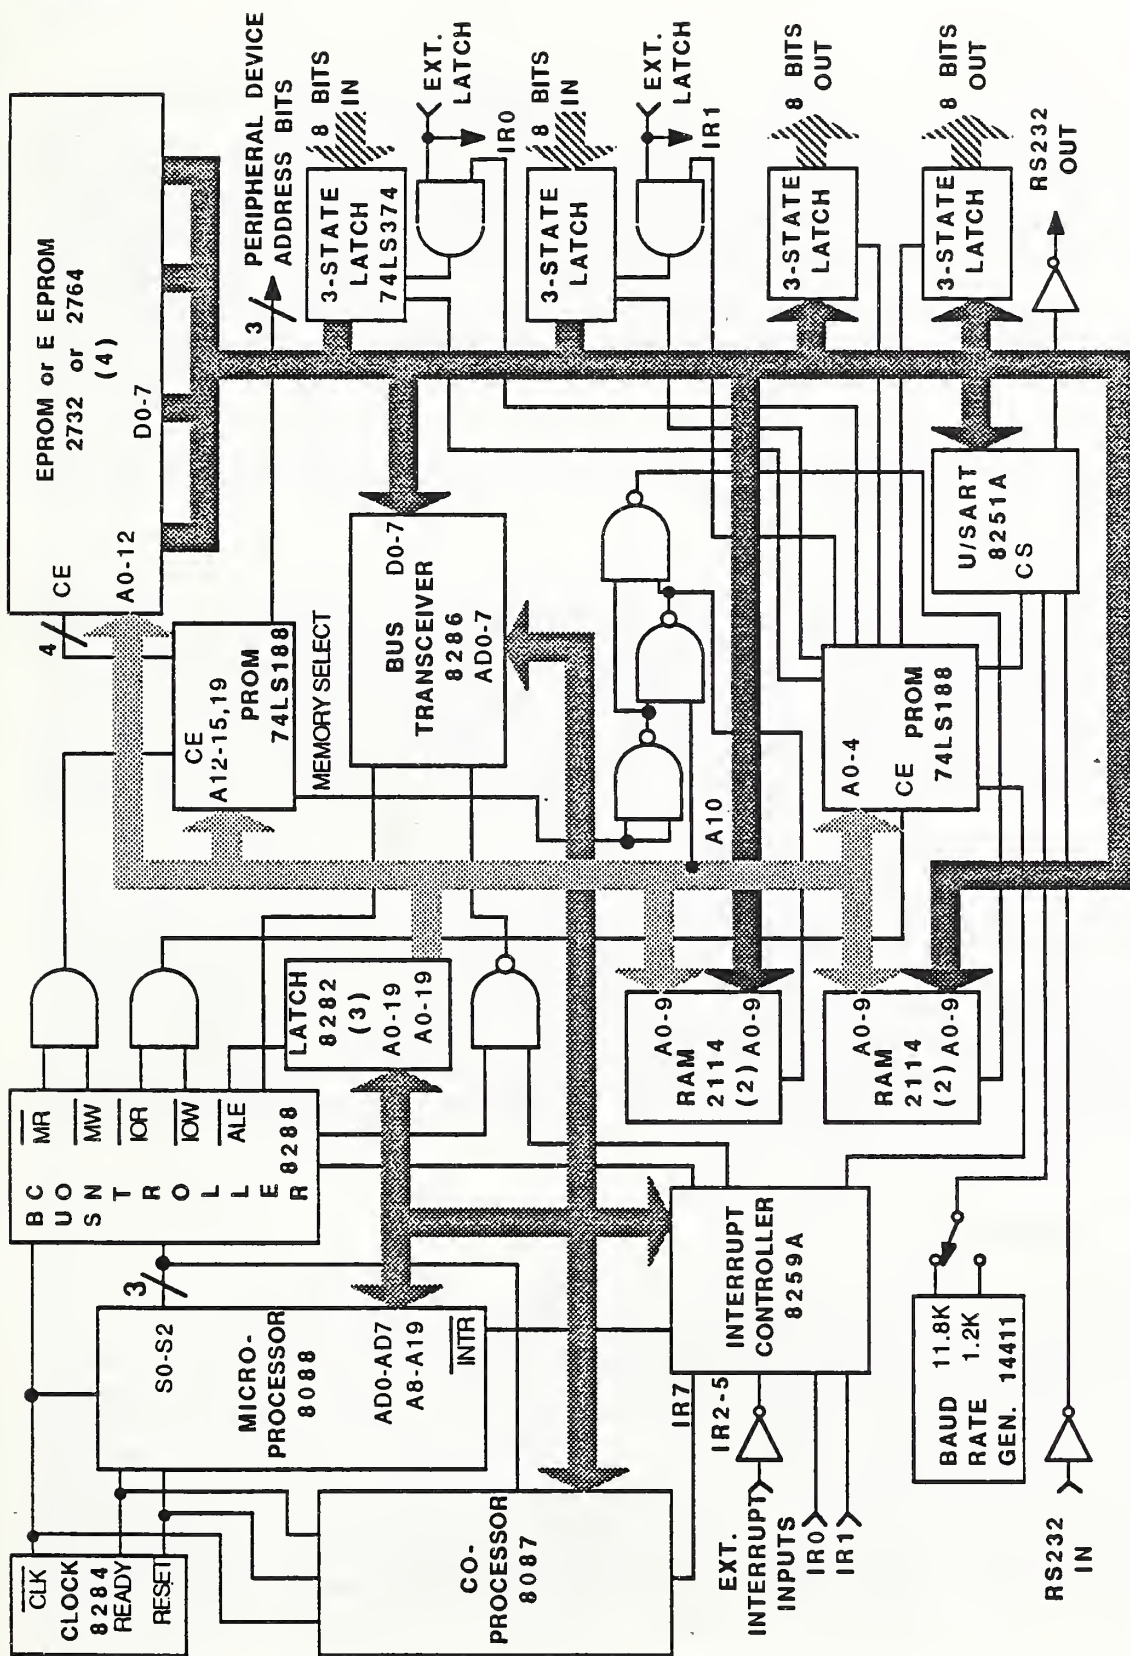 CLK
CLOCK
8284
READY
RESET
CO-
PROCESSOR
8087
S0-S2
MICRO-
PROCESSOR
8088
AD0-AD7
A8-A19
INTR
3
BUS
CONTROLLER
8288
MR
MW
IOR
IOW
ALE
LATCH
8282
(3)
A0-19
A0-19
IR7
IR2-5
EXT.
INTERRUPT
INPUTS
IR0
IR1
INTERRUPT
CONTROLLER
8259A
BAUD
RATE
GEN.
11.8K
1.2K
14411
RS232
IN
A0-9
RAM
2114
(2) A0-9
A0-9
RAM
2114
(2) A0-9
CE
A12-15,19
PROM
74LS188
MEMORY SELECT
4
CE
A0-12
EPROM or E EPROM
2732 or 2764
(4)
D0-7
BUS D0-7
TRANSCEIVER
8286
AD0-7
A10
A0-4
CE PROM
74LS188
U/SART
8251A
CS
3
PERIPHERAL DEVICE
ADDRESS BITS
8 BITS
IN
3-STATE
LATCH
74LS374
EXT.
LATCH
IR0
8 BITS
IN
3-STATE
LATCH
EXT.
LATCH
IR1
8 BITS
OUT
3-STATE
LATCH
8 BITS
OUT
3-STATE
LATCH
RS232
OUT